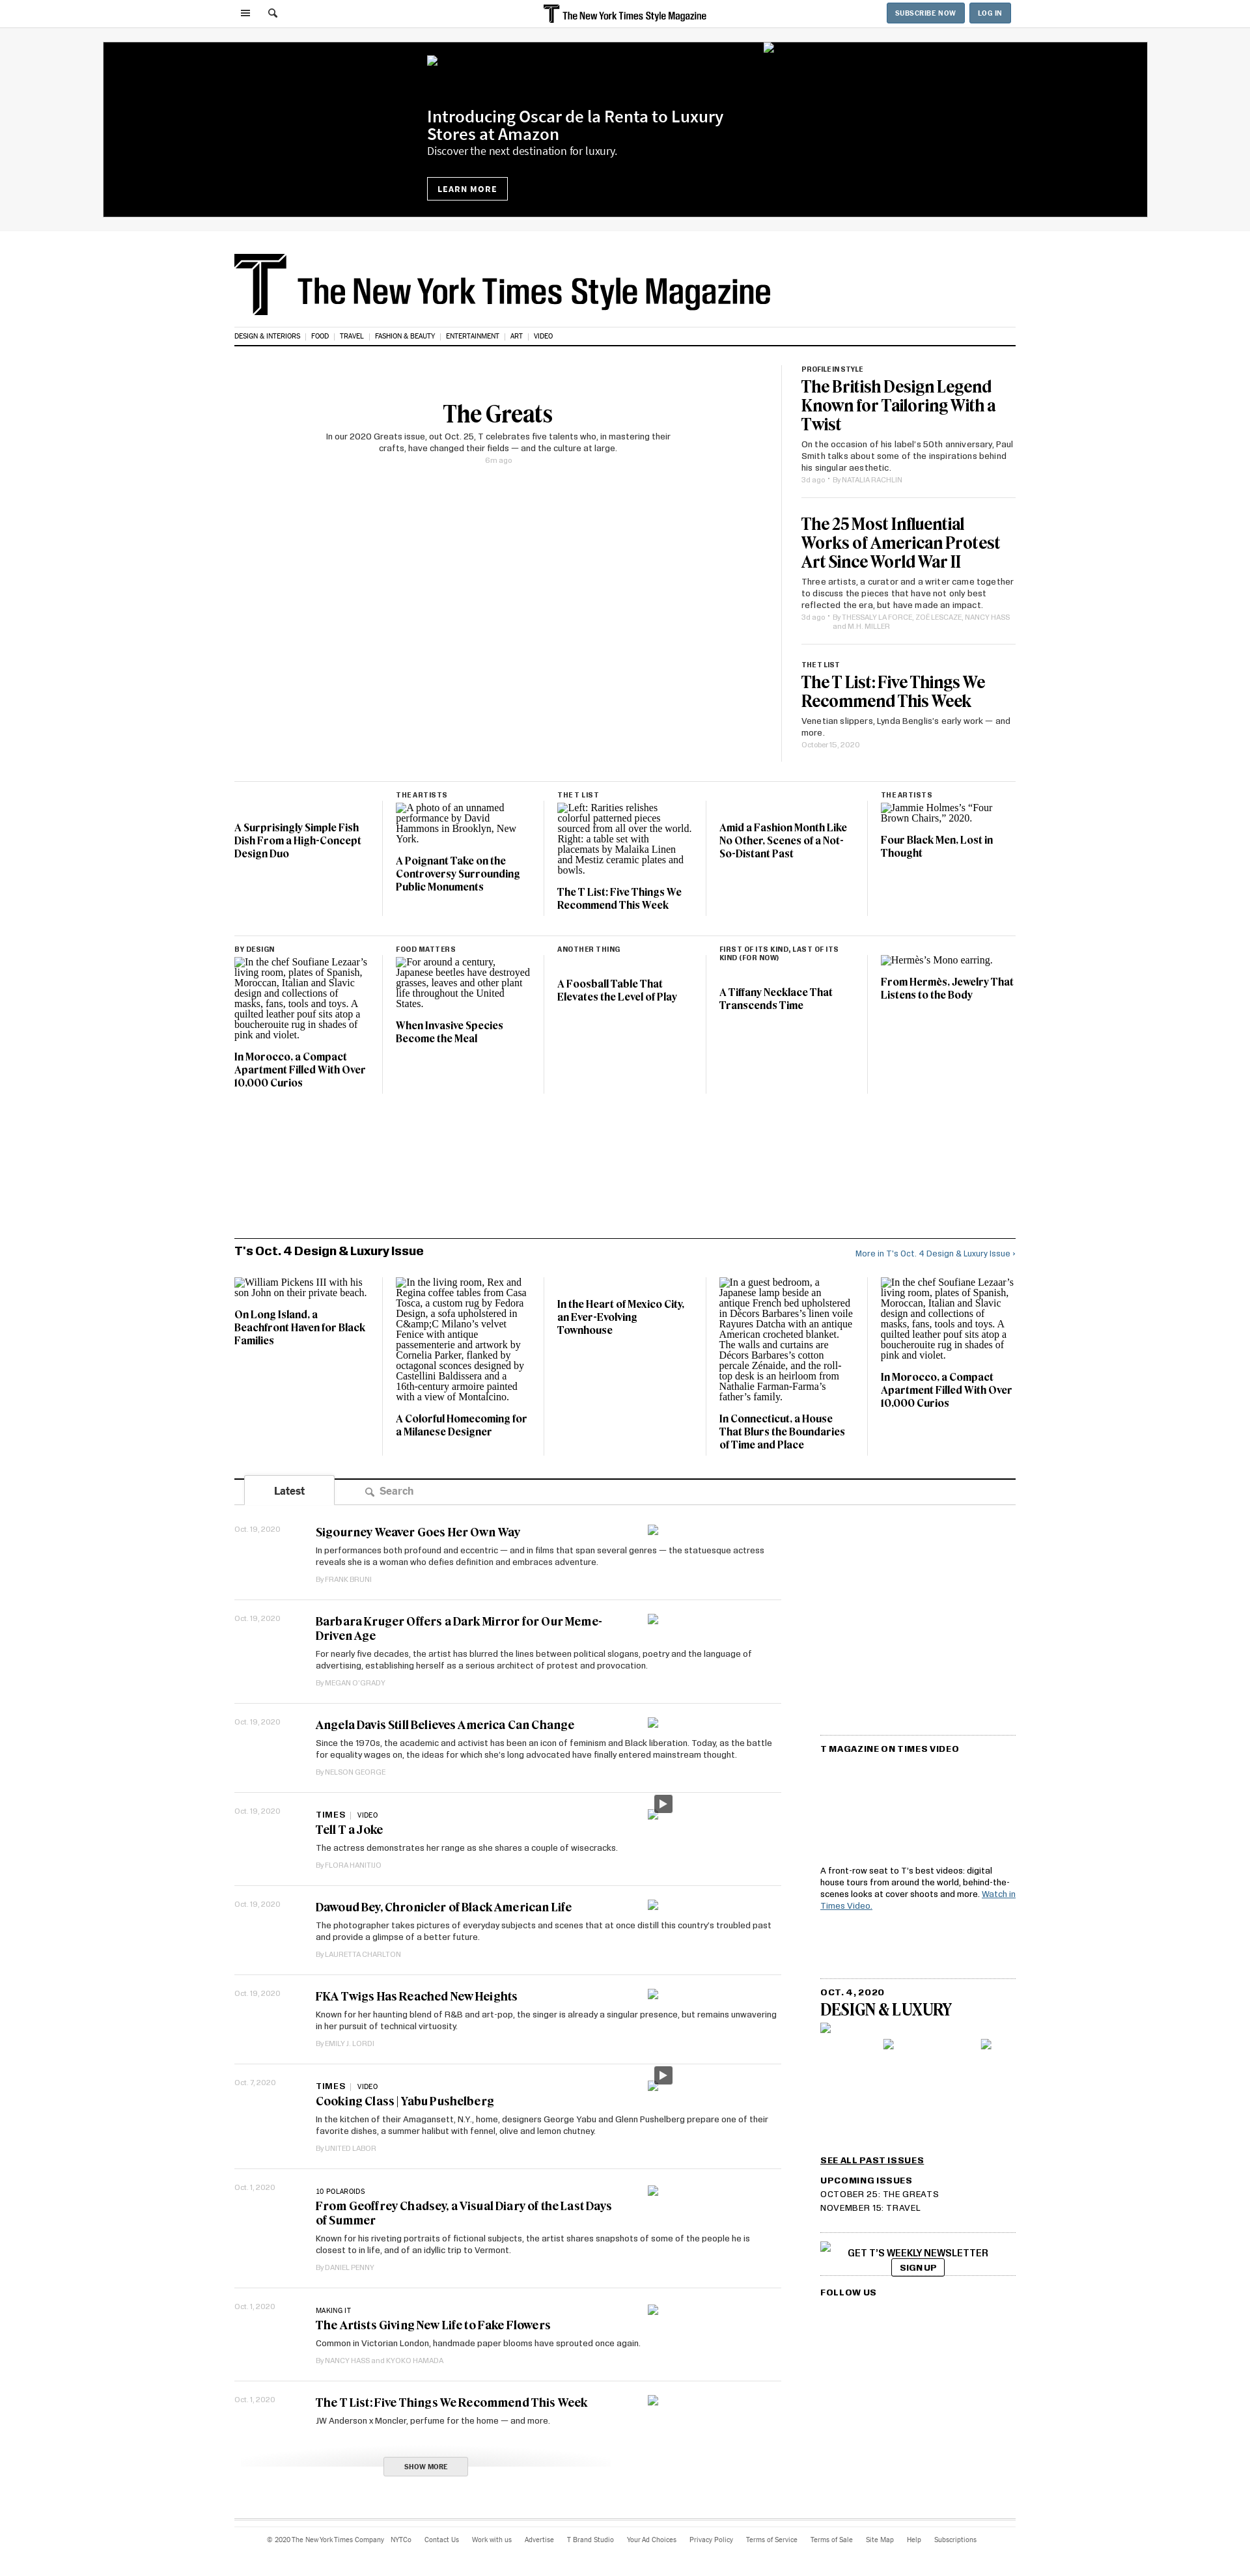 The New York Times Style Magazine
SUBSCRIBE NOW
LOG IN
Introducing Oscar de la Renta to Luxury
Stores at Amazon
Discover the next destination for luxury.
LEARN MORE
The New York Times Style Magazine
DESIGN & INTERIORS | FOOD | TRAVEL | FASHION & BEAUTY | ENTERTAINMENT | ART | VIDEO
The Greats
In our 2020 Greats issue, out Oct. 25, T celebrates five talents who, in mastering their
crafts, have changed their fields — and the culture at large.
6m ago
PROFILE IN STYLE
The British Design Legend
Known for Tailoring With a
Twist
On the occasion of his label's 50th anniversary, Paul
Smith talks about some of the inspirations behind
his singular aesthetic.
3d ago • By NATALIA RACHLIN
The 25 Most Influential
Works of American Protest
Art Since World War II
Three artists, a curator and a writer came together
to discuss the pieces that have not only best
reflected the era, but have made an impact.
3d ago • By THESSALY LA FORCE, ZOË LESCAZE, NANCY HASS
and M.H. MILLER
THE T LIST
The T List: Five Things We
Recommend This Week
Venetian slippers, Lynda Benglis's early work — and
more.
October 15, 2020
A Surprisingly Simple Fish
Dish From a High-Concept
Design Duo
THE ARTISTS
A photo of an unnamed
performance by David
Hammons in Brooklyn, New
York.
A Poignant Take on the
Controversy Surrounding
Public Monuments
THE T LIST
Left: Rarities relishes
colorful patterned pieces
sourced from all over the world.
Right: a table set with
placemats by Malaika Linen
and Mestiz ceramic plates and
bowls.
The T List: Five Things We
Recommend This Week
Amid a Fashion Month Like
No Other, Scenes of a Not-
So-Distant Past
THE ARTISTS
Jammie Holmes's “Four
Brown Chairs,” 2020.
Four Black Men, Lost in
Thought
BY DESIGN
In the chef Soufiane Lezaar's
living room, plates of Spanish,
Moroccan, Italian and Slavic
design and collections of
masks, fans, tools and toys. A
quilted leather pouf sits atop a
boucherouite rug in shades of
pink and violet.
In Morocco, a Compact
Apartment Filled With Over
10,000 Curios
FOOD MATTERS
For around a century,
Japanese beetles have destroyed
grasses, leaves and other plant
life throughout the United
States.
When Invasive Species
Become the Meal
ANOTHER THING
A Foosball Table That
Elevates the Level of Play
FIRST OF ITS KIND, LAST OF ITS
KIND (FOR NOW)
A Tiffany Necklace That
Transcends Time
Hermès's Mono earring.
From Hermès, Jewelry That
Listens to the Body
T's Oct. 4 Design & Luxury Issue
More in T's Oct. 4 Design & Luxury Issue ›
William Pickens III with his
son John on their private beach.
On Long Island, a
Beachfront Haven for Black
Families
In the living room, Rex and
Regina coffee tables from Casa
Tosca, a custom rug by Fedora
Design, a sofa upholstered in
C&amp;C Milano's velvet
Fenice with antique
passementerie and artwork by
Cornelia Parker, flanked by
octagonal sconces designed by
Castellini Baldissera and a
16th-century armoire painted
with a view of Montalcino.
A Colorful Homecoming for
a Milanese Designer
In the Heart of Mexico City,
an Ever-Evolving
Townhouse
In a guest bedroom, a
Japanese lamp beside an
antique French bed upholstered
in Décors Barbares's linen voile
Rayures Datcha with an antique
American crocheted blanket.
The walls and curtains are
Décors Barbares's cotton
percale Zénaide, and the roll-
top desk is an heirloom from
Nathalie Farman-Farma's
father's family.
In Connecticut, a House
That Blurs the Boundaries
of Time and Place
In the chef Soufiane Lezaar's
living room, plates of Spanish,
Moroccan, Italian and Slavic
design and collections of
masks, fans, tools and toys. A
quilted leather pouf sits atop a
boucherouite rug in shades of
pink and violet.
In Morocco, a Compact
Apartment Filled With Over
10,000 Curios
Latest
Search
Oct. 19, 2020
Sigourney Weaver Goes Her Own Way
In performances both profound and eccentric — and in films that span several genres — the statuesque actress
reveals she is a woman who defies definition and embraces adventure.
By FRANK BRUNI
Oct. 19, 2020
Barbara Kruger Offers a Dark Mirror for Our Meme-
Driven Age
For nearly five decades, the artist has blurred the lines between political slogans, poetry and the language of
advertising, establishing herself as a serious architect of protest and provocation.
By MEGAN O'GRADY
Oct. 19, 2020
Angela Davis Still Believes America Can Change
Since the 1970s, the academic and activist has been an icon of feminism and Black liberation. Today, as the battle
for equality wages on, the ideas for which she's long advocated have finally entered mainstream thought.
By NELSON GEORGE
Oct. 19, 2020
TIMES | VIDEO
Tell T a Joke
The actress demonstrates her range as she shares a couple of wisecracks.
By FLORA HANITIJO
Oct. 19, 2020
Dawoud Bey, Chronicler of Black American Life
The photographer takes pictures of everyday subjects and scenes that at once distill this country's troubled past
and provide a glimpse of a better future.
By LAURETTA CHARLTON
Oct. 19, 2020
FKA Twigs Has Reached New Heights
Known for her haunting blend of R&B and art-pop, the singer is already a singular presence, but remains unwavering
in her pursuit of technical virtuosity.
By EMILY J. LORDI
Oct. 7, 2020
TIMES | VIDEO
Cooking Class | Yabu Pushelberg
In the kitchen of their Amagansett, N.Y., home, designers George Yabu and Glenn Pushelberg prepare one of their
favorite dishes, a summer halibut with fennel, olive and lemon chutney.
By UNITED LABOR
Oct. 1, 2020
10 POLAROIDS
From Geoffrey Chadsey, a Visual Diary of the Last Days
of Summer
Known for his riveting portraits of fictional subjects, the artist shares snapshots of some of the people he is
closest to in life, and of an idyllic trip to Vermont.
By DANIEL PENNY
Oct. 1, 2020
MAKING IT
The Artists Giving New Life to Fake Flowers
Common in Victorian London, handmade paper blooms have sprouted once again.
By NANCY HASS and KYOKO HAMADA
Oct. 1, 2020
The T List: Five Things We Recommend This Week
JW Anderson x Moncler, perfume for the home — and more.
SHOW MORE
T MAGAZINE ON TIMES VIDEO
A front-row seat to T's best videos: digital
house tours from around the world, behind-the-
scenes looks at cover shoots and more. Watch in
Times Video.
OCT. 4, 2020
DESIGN & LUXURY
SEE ALL PAST ISSUES
UPCOMING ISSUES
OCTOBER 25: THE GREATS
NOVEMBER 15: TRAVEL
GET T'S WEEKLY NEWSLETTER
SIGN UP
FOLLOW US
© 2020 The New York Times Company NYTCo Contact Us Work with us Advertise T Brand Studio Your Ad Choices Privacy Policy Terms of Service Terms of Sale Site Map Help Subscriptions